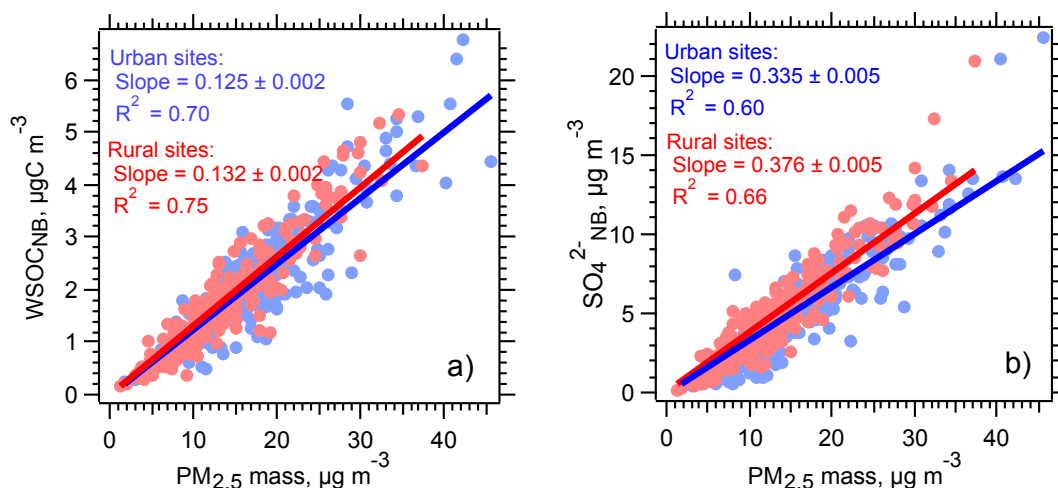 Urban sites:
Slope = 0.125 ± 0.002
R² = 0.70
Rural sites:
Slope = 0.132 ± 0.002
R² = 0.75
WSOC_NB, µgC m⁻³
6
5
4
3
2
1
0
a)
0 10 20 30 40
PM₂.₅ mass, µg m⁻³
Urban sites:
Slope = 0.335 ± 0.005
R² = 0.60
Rural sites:
Slope = 0.376 ± 0.005
R² = 0.66
SO₄²⁻_NB, µg m⁻³
20
15
10
5
0
b)
0 10 20 30 40
PM₂.₅ mass, µg m⁻³